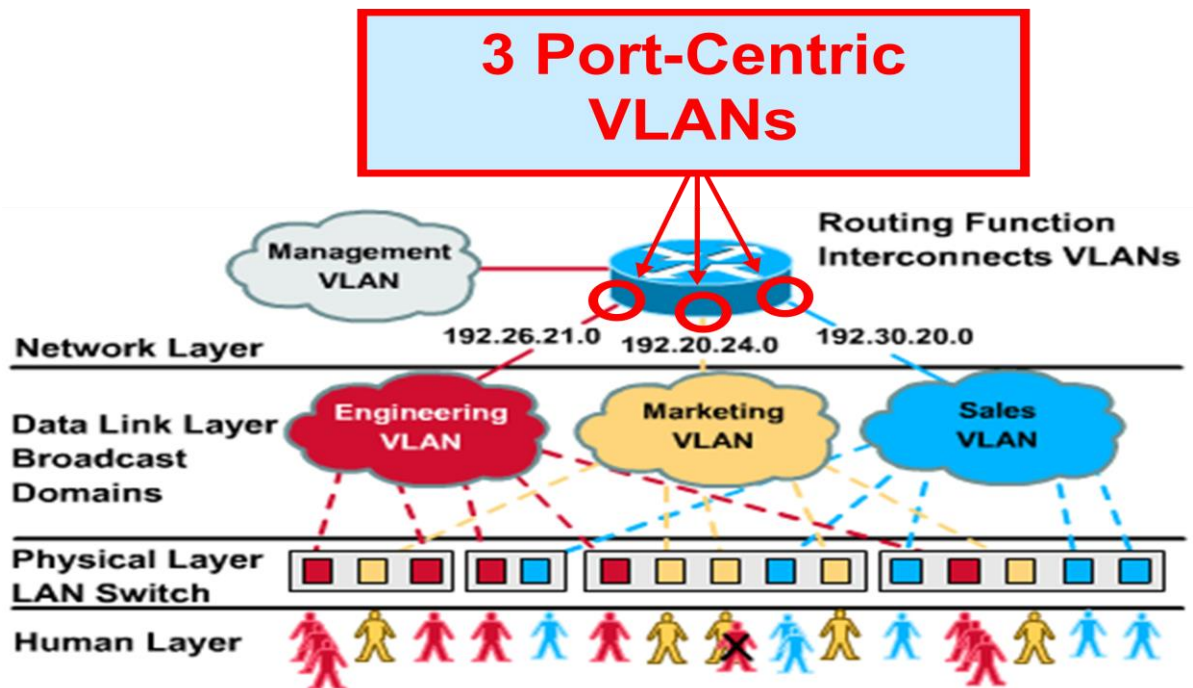 3 Port-Centric
VLANs
Management
VLAN
Routing Function
Interconnects VLANs
192.26.21.0
192.20.24.0
192.30.20.0
Network Layer
Data Link Layer
Broadcast
Domains
Engineering
VLAN
Marketing
VLAN
Sales
VLAN
Physical Layer
LAN Switch
Human Layer